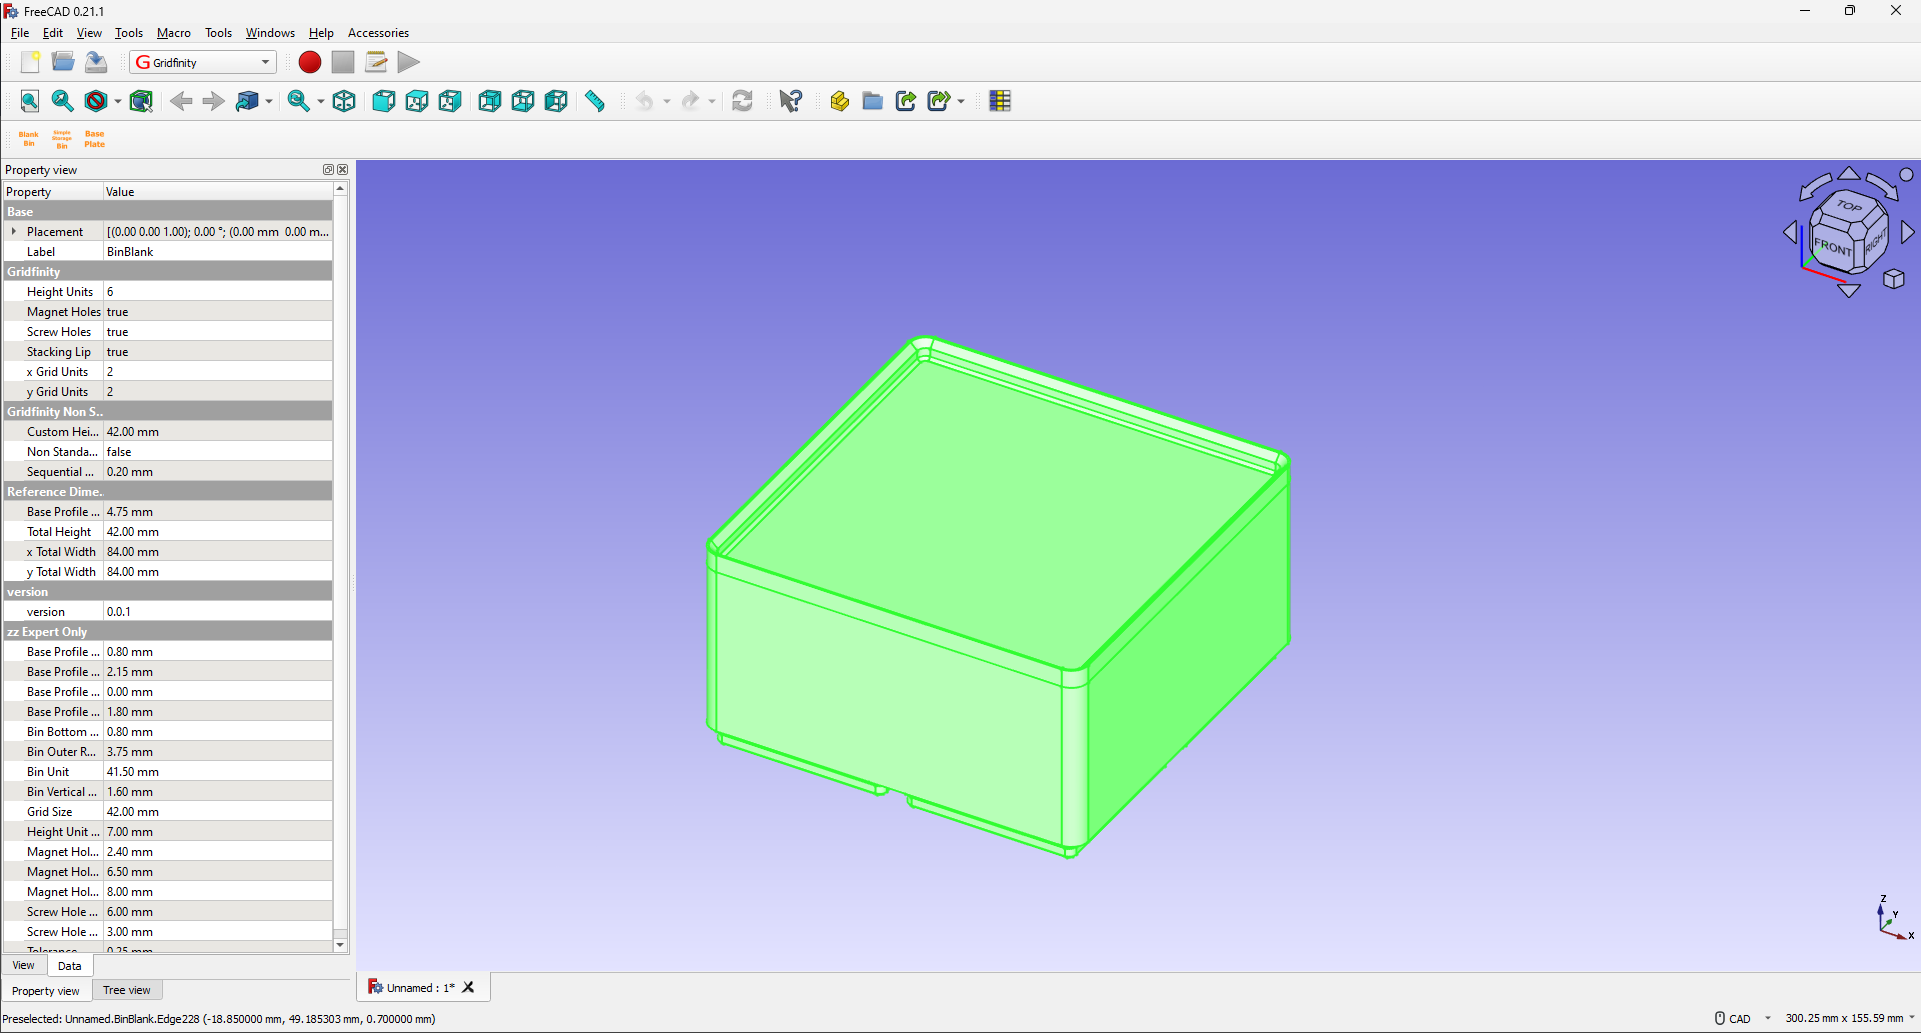 FreeCAD 0.21.1
File Edit View Tools Macro Tools Windows Help Accessories
Gridfinity
Blank Bin
Simple Storage Bin
Base Plate
Property view
Property Value
Base
Placement [(0.00 0.00 1.00); 0.00 °; (0.00 mm 0.00 m...
Label BinBlank
Gridfinity
Height Units 6
Magnet Holes true
Screw Holes true
Stacking Lip true
x Grid Units 2
y Grid Units 2
Gridfinity Non S..
Custom Hei... 42.00 mm
Non Standa... false
Sequential ... 0.20 mm
Reference Dime..
Base Profile ... 4.75 mm
Total Height 42.00 mm
x Total Width 84.00 mm
y Total Width 84.00 mm
version
version 0.0.1
zz Expert Only
Base Profile ... 0.80 mm
Base Profile ... 2.15 mm
Base Profile ... 0.00 mm
Base Profile ... 1.80 mm
Bin Bottom ... 0.80 mm
Bin Outer R... 3.75 mm
Bin Unit 41.50 mm
Bin Vertical ... 1.60 mm
Grid Size 42.00 mm
Height Unit ... 7.00 mm
Magnet Hol... 2.40 mm
Magnet Hol... 6.50 mm
Magnet Hol... 8.00 mm
Screw Hole ... 6.00 mm
Screw Hole ... 3.00 mm
Tolerance 0.25 mm
View Data
Property view Tree view
TOP
FRONT
RIGHT
Z
Y
X
Unnamed : 1*
Preselected: Unnamed.BinBlank.Edge228 (-18.850000 mm, 49.185303 mm, 0.700000 mm)
CAD 300.25 mm x 155.59 mm